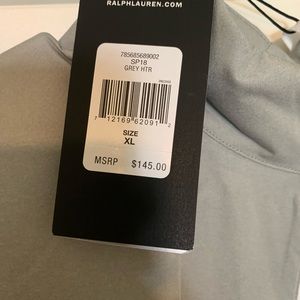 RALPHLAUREN.COM
785685689002
SP18
GREY HTR
7 12169 62091 2
SIZE
XL
MSRP $145.00